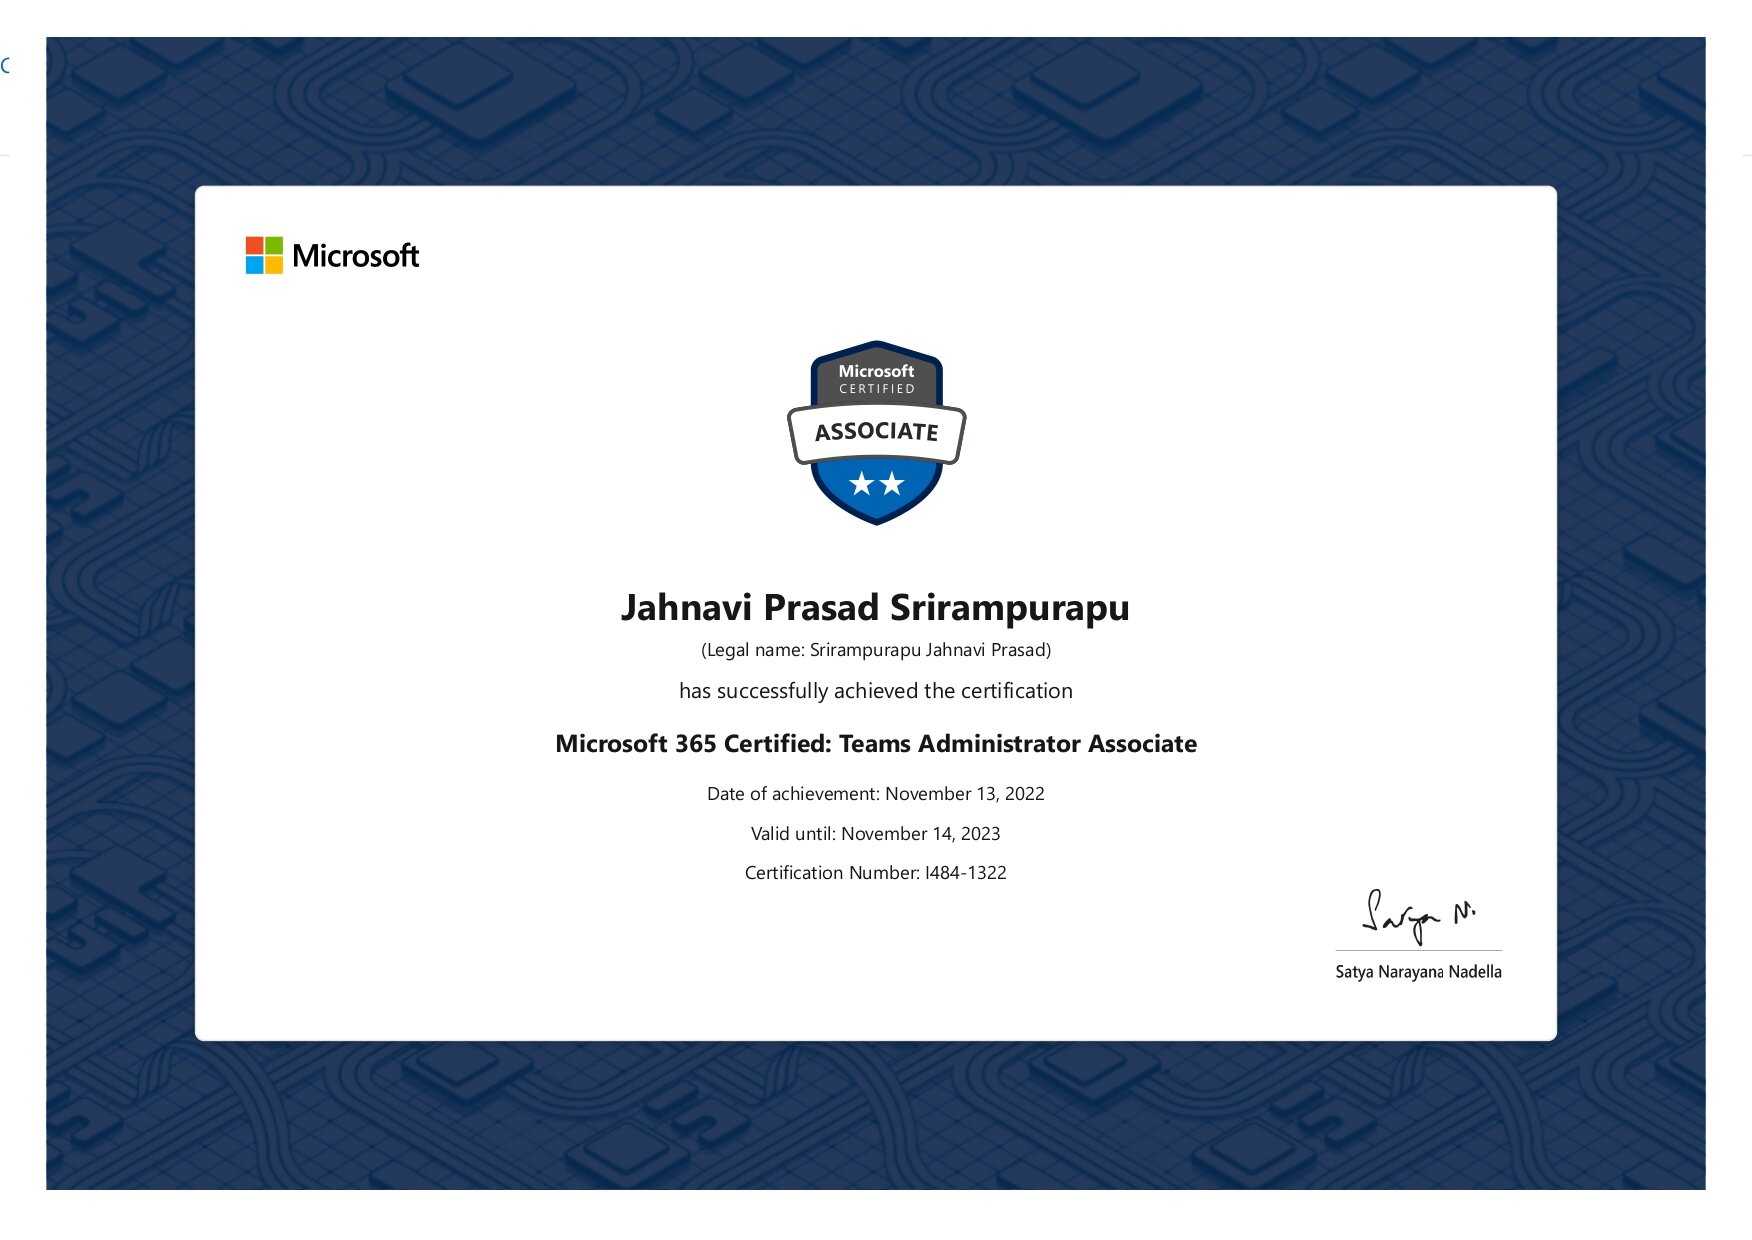 Microsoft
Microsoft
CERTIFIED
ASSOCIATE
Jahnavi Prasad Srirampurapu
(Legal name: Srirampurapu Jahnavi Prasad)
has successfully achieved the certification
Microsoft 365 Certified: Teams Administrator Associate
Date of achievement: November 13, 2022
Valid until: November 14, 2023
Certification Number: I484-1322
Satya N.
Satya Narayana Nadella